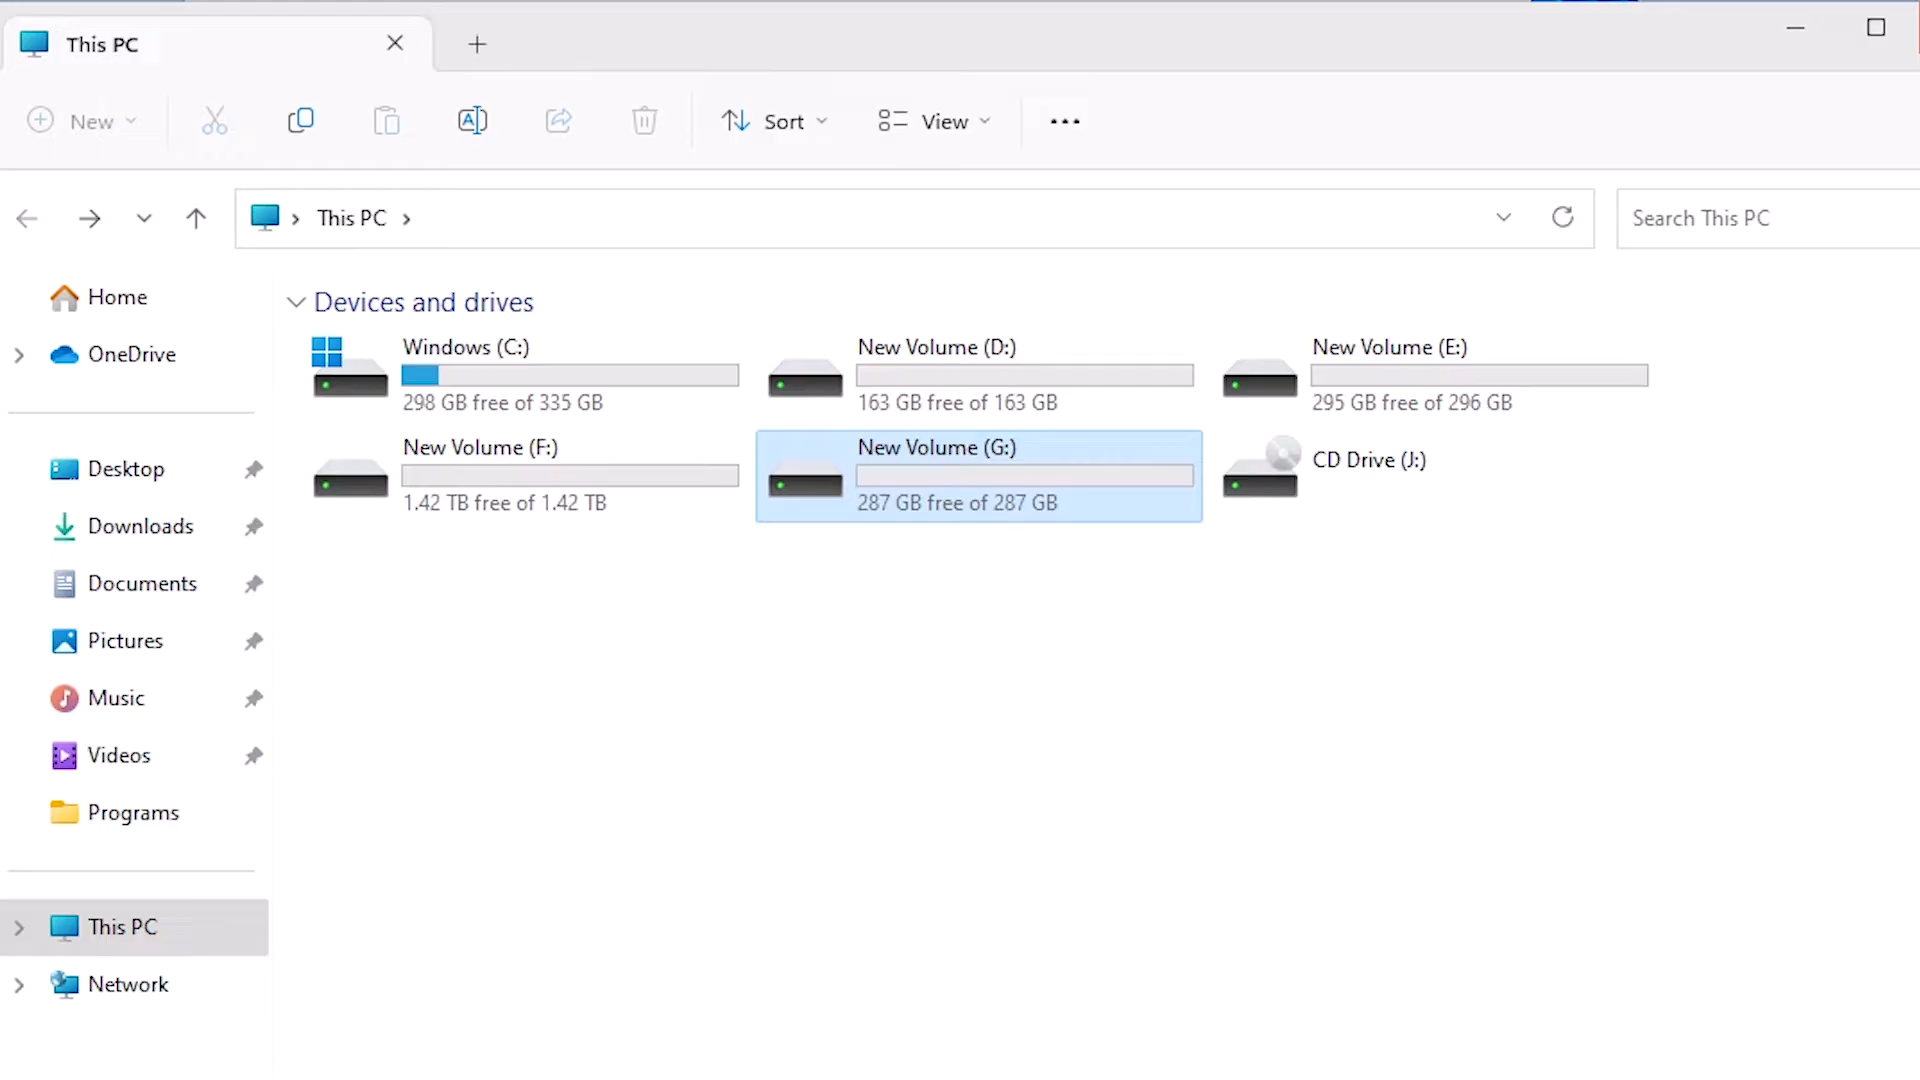 This PC
New
Sort
View
This PC
Search This PC
Home
OneDrive
Desktop
Downloads
Documents
Pictures
Music
Videos
Programs
This PC
Network
Devices and drives
Windows (C:)
298 GB free of 335 GB
New Volume (D:)
163 GB free of 163 GB
New Volume (E:)
295 GB free of 296 GB
New Volume (F:)
1.42 TB free of 1.42 TB
New Volume (G:)
287 GB free of 287 GB
CD Drive (J:)